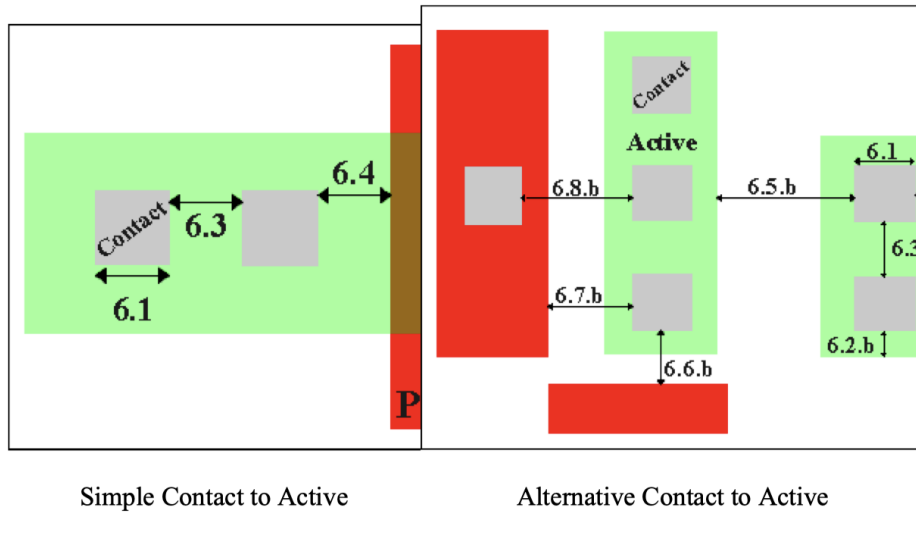 Contact
6.3
6.4
6.1
P
Contact
Active
6.8.b
6.5.b
6.1
6.3
6.7.b
6.6.b
6.2.b
Simple Contact to Active
Alternative Contact to Active